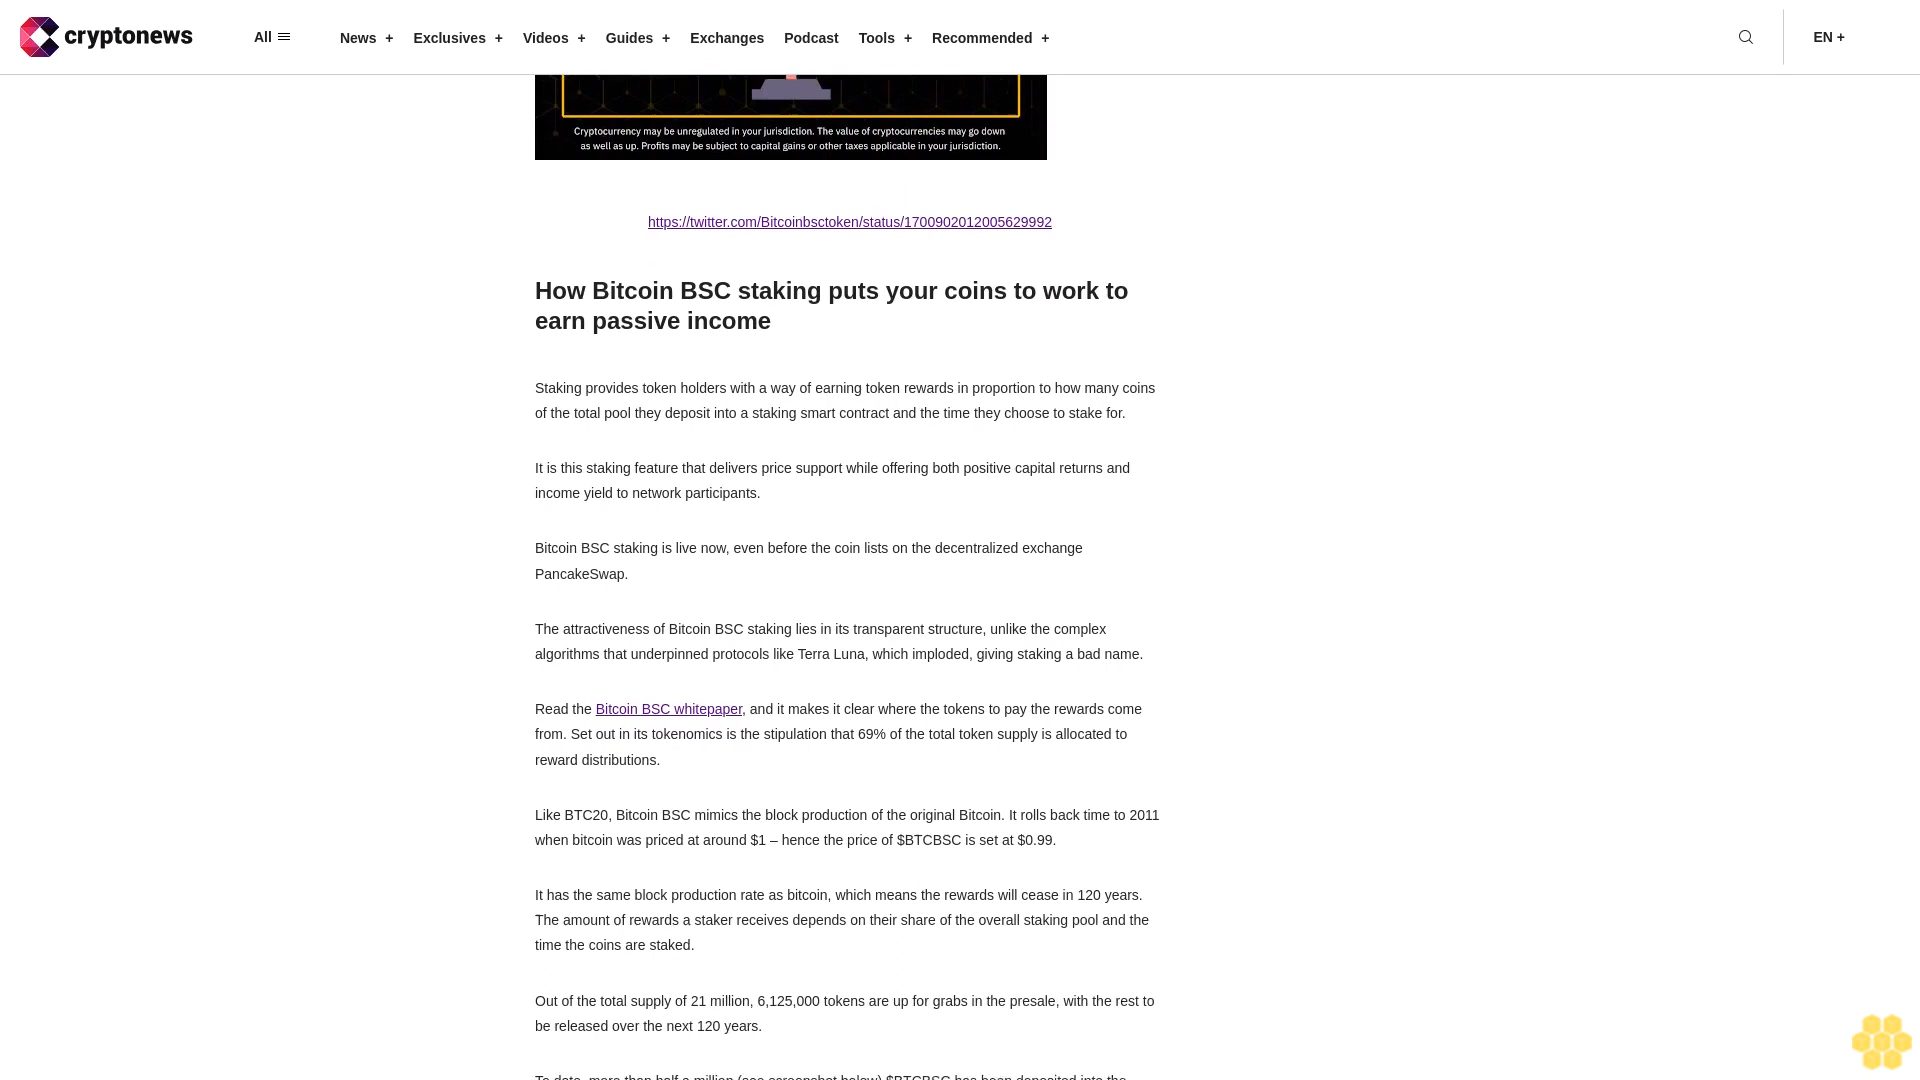 cryptonews
All
News +
Exclusives +
Videos +
Guides +
Exchanges
Podcast
Tools +
Recommended +
EN +
Cryptocurrency may be unregulated in your jurisdiction. The value of cryptocurrencies may go down
as well as up. Profits may be subject to capital gains or other taxes applicable in your jurisdiction.
https://twitter.com/Bitcoinbsctoken/status/1700902012005629992
How Bitcoin BSC staking puts your coins to work to
earn passive income
Staking provides token holders with a way of earning token rewards in proportion to how many coins
of the total pool they deposit into a staking smart contract and the time they choose to stake for.
It is this staking feature that delivers price support while offering both positive capital returns and
income yield to network participants.
Bitcoin BSC staking is live now, even before the coin lists on the decentralized exchange
PancakeSwap.
The attractiveness of Bitcoin BSC staking lies in its transparent structure, unlike the complex
algorithms that underpinned protocols like Terra Luna, which imploded, giving staking a bad name.
Read the Bitcoin BSC whitepaper, and it makes it clear where the tokens to pay the rewards come
from. Set out in its tokenomics is the stipulation that 69% of the total token supply is allocated to
reward distributions.
Like BTC20, Bitcoin BSC mimics the block production of the original Bitcoin. It rolls back time to 2011
when bitcoin was priced at around $1 – hence the price of $BTCBSC is set at $0.99.
It has the same block production rate as bitcoin, which means the rewards will cease in 120 years.
The amount of rewards a staker receives depends on their share of the overall staking pool and the
time the coins are staked.
Out of the total supply of 21 million, 6,125,000 tokens are up for grabs in the presale, with the rest to
be released over the next 120 years.
To date, more than half a million (see screenshot below) $BTCBSC has been deposited into the